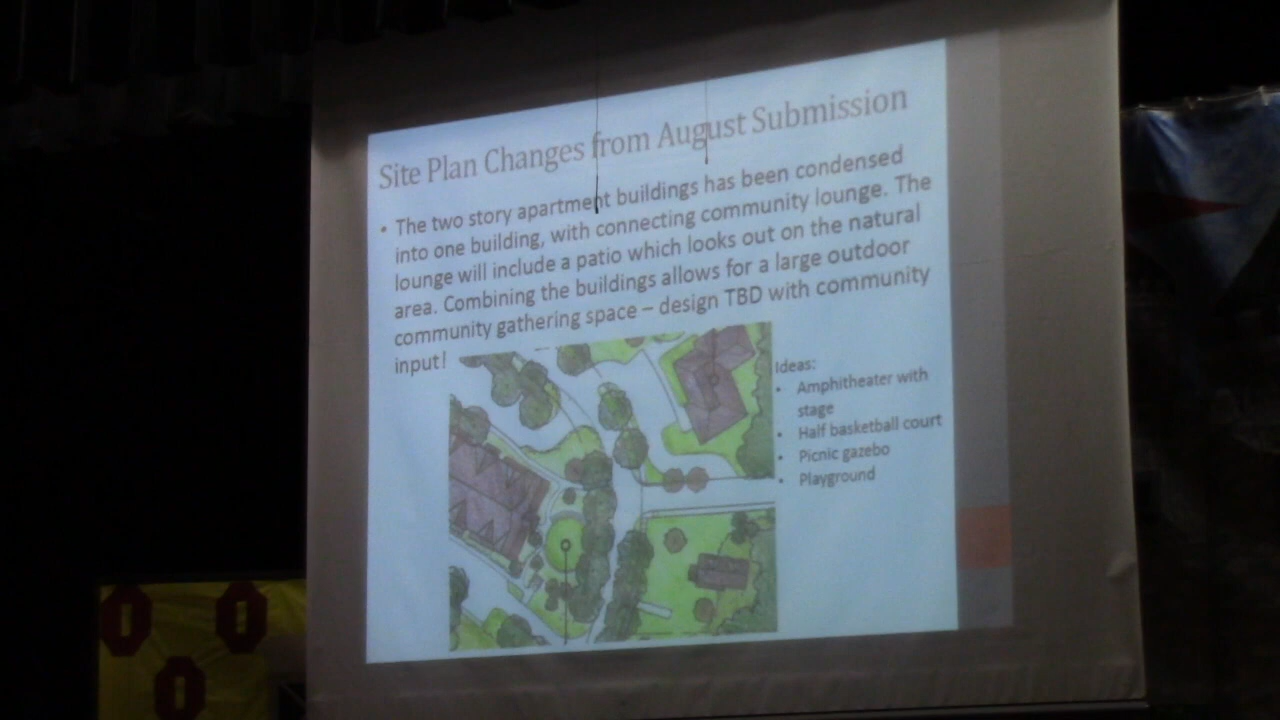 Site Plan Changes from August Submission
• The two story apartment buildings has been condensed
into one building, with connecting community lounge. The
lounge will include a patio which looks out on the natural
area. Combining the buildings allows for a large outdoor
community gathering space – design TBD with community
input!
Ideas:
• Amphitheater with
stage
• Half basketball court
• Picnic gazebo
• Playground